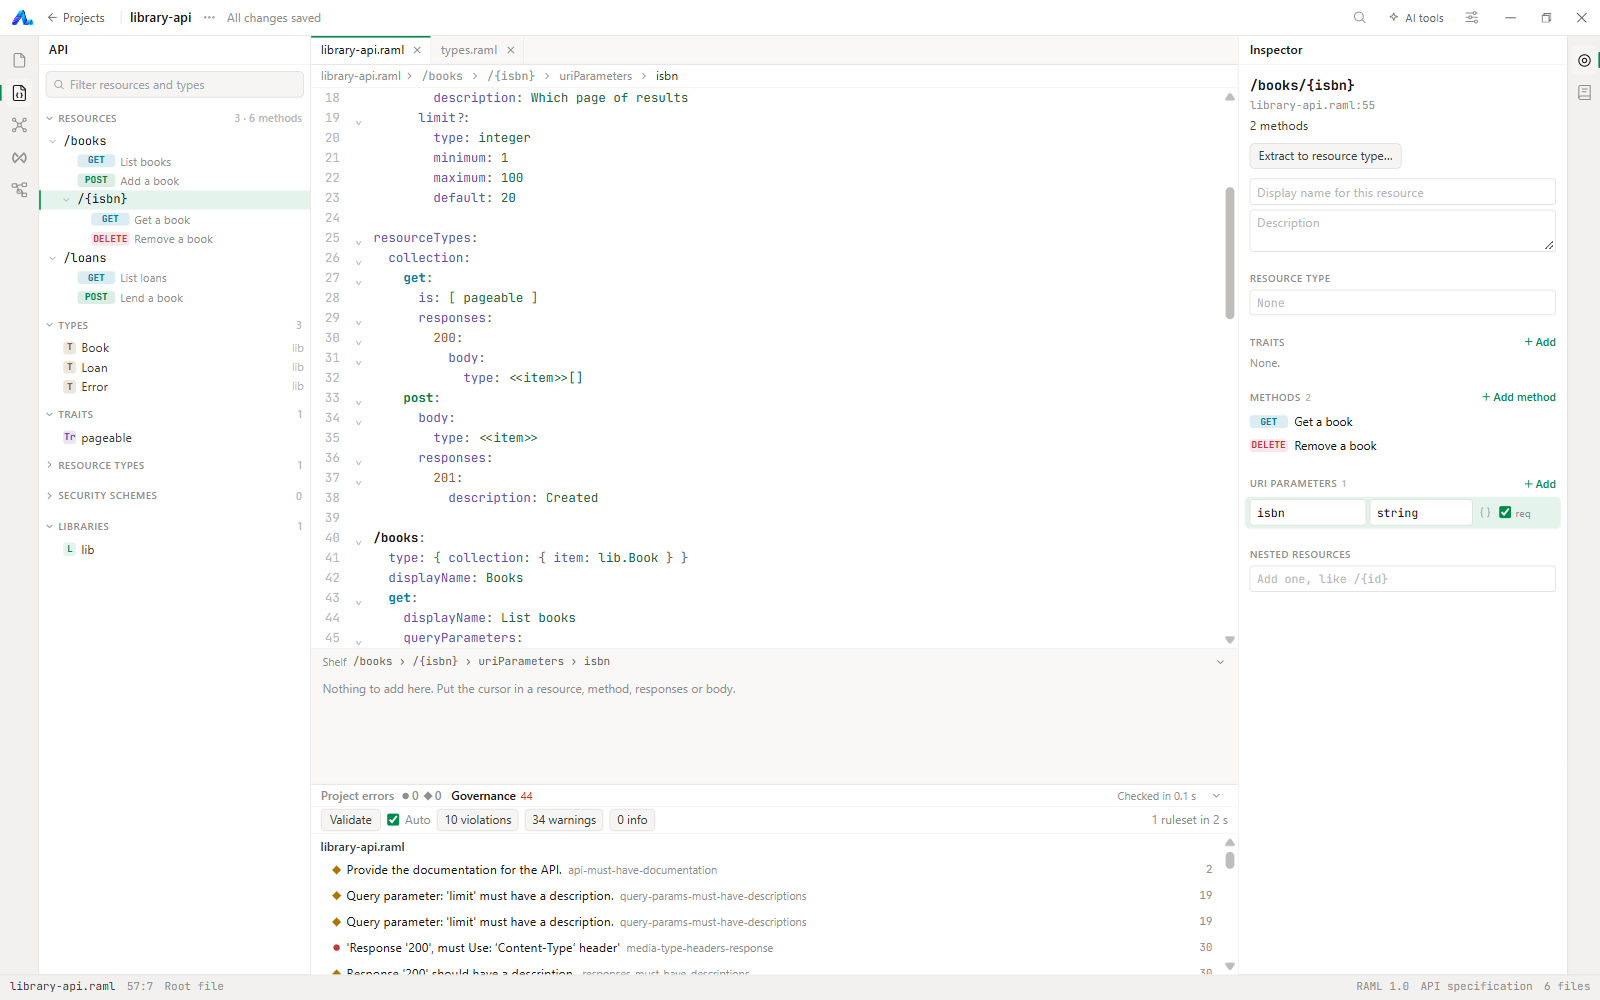 Projects
library-api
All changes saved
AI tools
API
Filter resources and types
RESOURCES 3 · 6 methods
/books
GET List books
POST Add a book
/{isbn}
GET Get a book
DELETE Remove a book
/loans
GET List loans
POST Lend a book
TYPES 3
T Book lib
T Loan lib
T Error lib
TRAITS 1
Tr pageable
RESOURCE TYPES 1
SECURITY SCHEMES 0
LIBRARIES 1
L lib
library-api.raml
types.raml
library-api.raml › /books › /{isbn} › uriParameters › isbn
18 description: Which page of results
19 limit?:
20 type: integer
21 minimum: 1
22 maximum: 100
23 default: 20
24
25 resourceTypes:
26 collection:
27 get:
28 is: [ pageable ]
29 responses:
30 200:
31 body:
32 type: <<item>>[]
33 post:
34 body:
35 type: <<item>>
36 responses:
37 201:
38 description: Created
39
40 /books:
41 type: { collection: { item: lib.Book } }
42 displayName: Books
43 get:
44 displayName: List books
45 queryParameters:
Shelf /books › /{isbn} › uriParameters › isbn
Nothing to add here. Put the cursor in a resource, method, responses or body.
Project errors 0 0 Governance 44 Checked in 0.1 s
Validate Auto 10 violations 34 warnings 0 info 1 ruleset in 2 s
library-api.raml
Provide the documentation for the API. api-must-have-documentation 2
Query parameter: 'limit' must have a description. query-params-must-have-descriptions 19
Query parameter: 'limit' must have a description. query-params-must-have-descriptions 19
'Response '200', must Use: ‘Content-Type’ header' media-type-headers-response 30
Response '200' should have a description. responses-must-have-descriptions 30
Inspector
/books/{isbn}
library-api.raml:55
2 methods
Extract to resource type...
Display name for this resource
Description
RESOURCE TYPE
None
TRAITS + Add
None.
METHODS 2 + Add method
GET Get a book
DELETE Remove a book
URI PARAMETERS 1 + Add
isbn string {} req
NESTED RESOURCES
Add one, like /{id}
library-api.raml 57:7 Root file
RAML 1.0 API specification 6 files